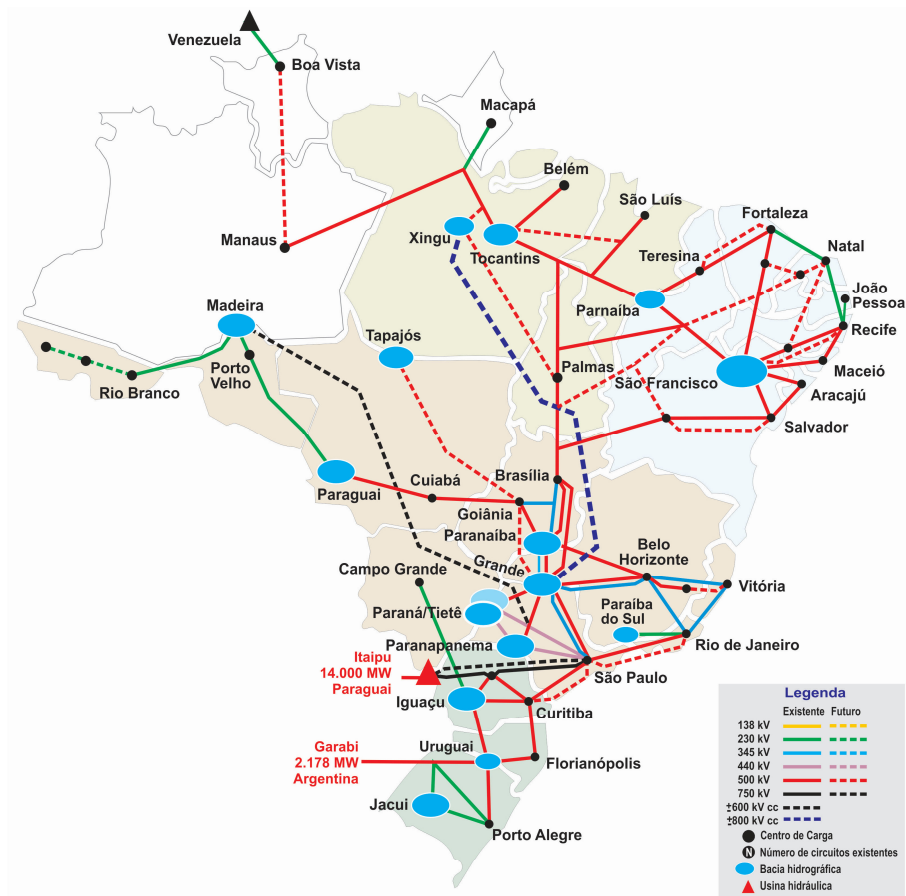 Venezuela
Boa Vista
Macapá
Belém
São Luís
Fortaleza
Manaus
Xingu
Tocantins
Teresina
Natal
João
Pessoa
Madeira
Parnaíba
Recife
Tapajós
Porto
Velho
Palmas
São Francisco
Maceió
Rio Branco
Aracajú
Salvador
Brasília
Paraguai
Cuiabá
Goiânia
Paranaíba
Belo
Horizonte
Campo Grande
Grande
Vitória
Paraná/Tietê
Paraíba
do Sul
Paranapanema
Rio de Janeiro
Itaipu
14.000 MW
Paraguai
São Paulo
Iguaçu
Curitiba
Garabi
2.178 MW
Argentina
Uruguai
Florianópolis
Jacui
Porto Alegre
Legenda
Existente Futuro
138 kV
230 kV
345 kV
440 kV
500 kV
750 kV
±600 kV cc
±800 kV cc
Centro de Carga
N Número de circuitos existentes
Bacia hidrográfica
Usina hidráulica